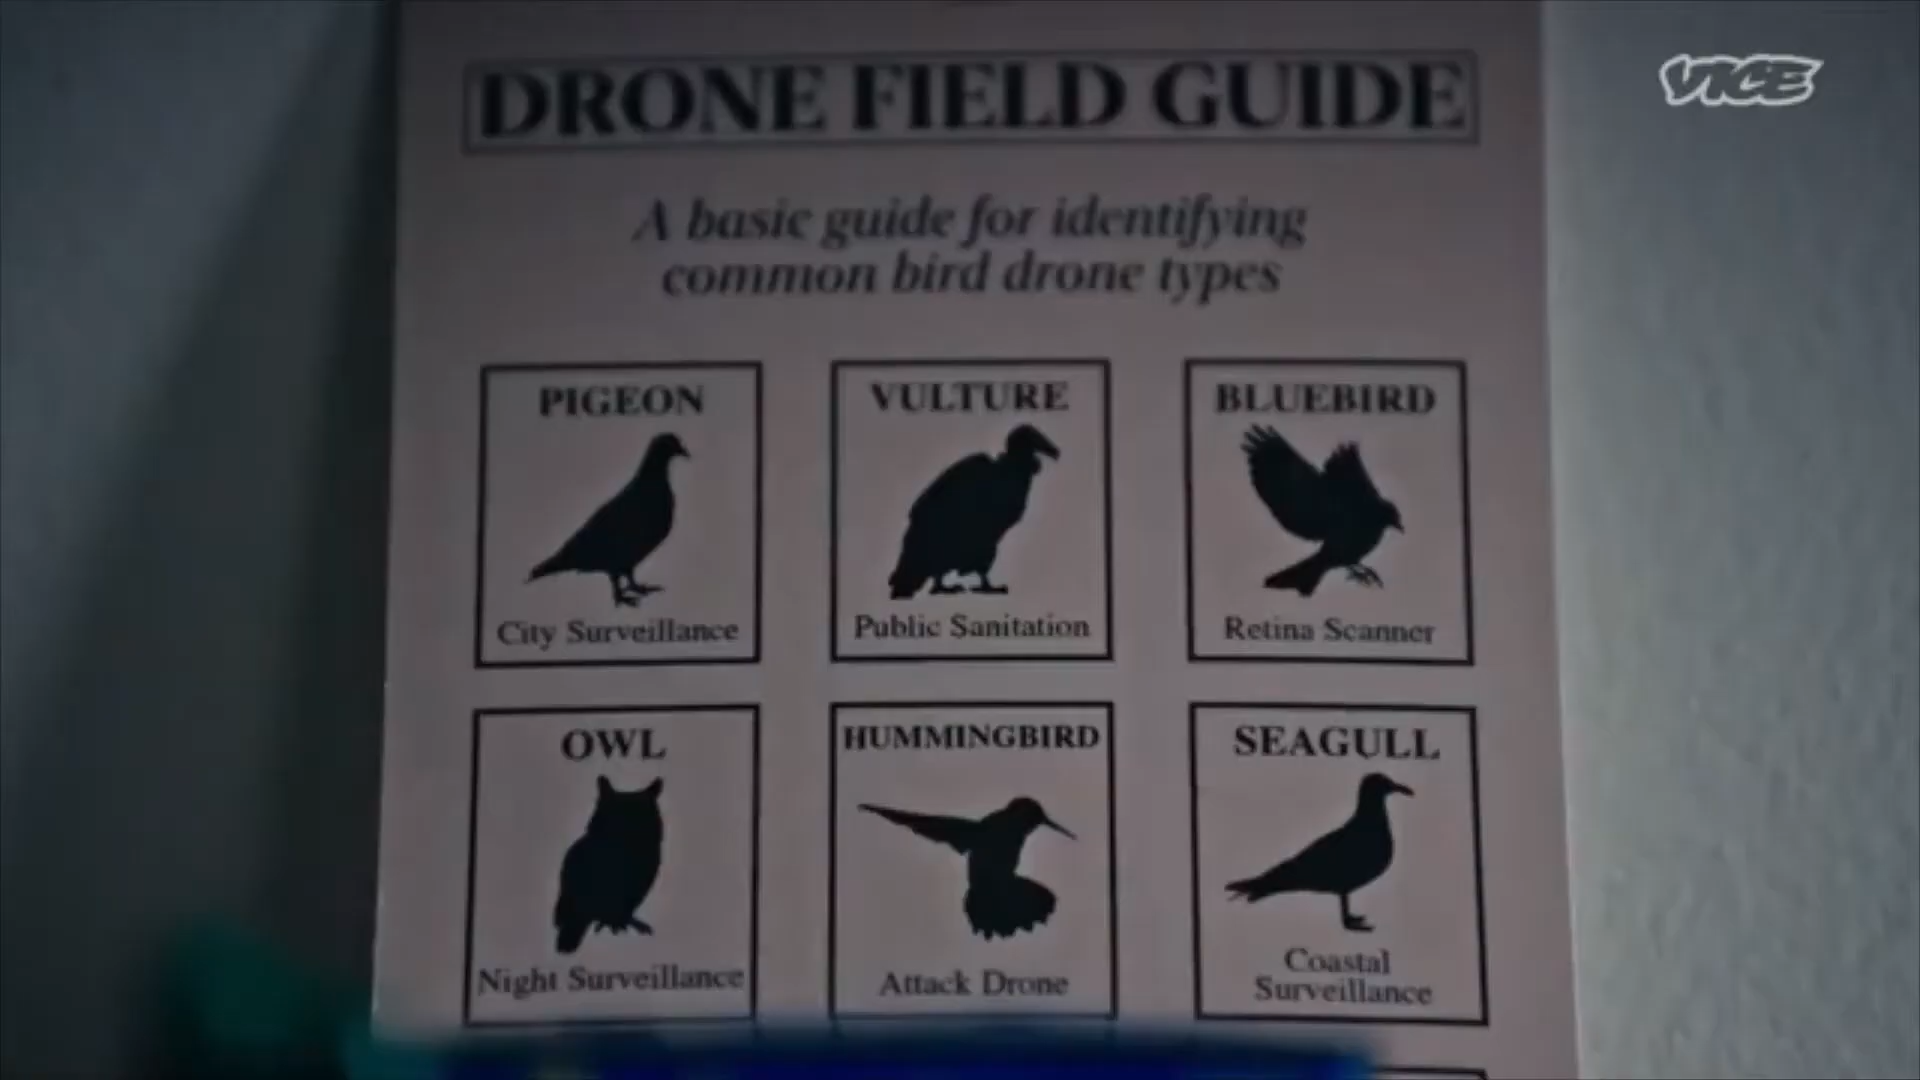 VICE
DRONE FIELD GUIDE
A basic guide for identifying
common bird drone types
PIGEON
City Surveillance
VULTURE
Public Sanitation
BLUEBIRD
Retina Scanner
OWL
Night Surveillance
HUMMINGBIRD
Attack Drone
SEAGULL
Coastal
Surveillance